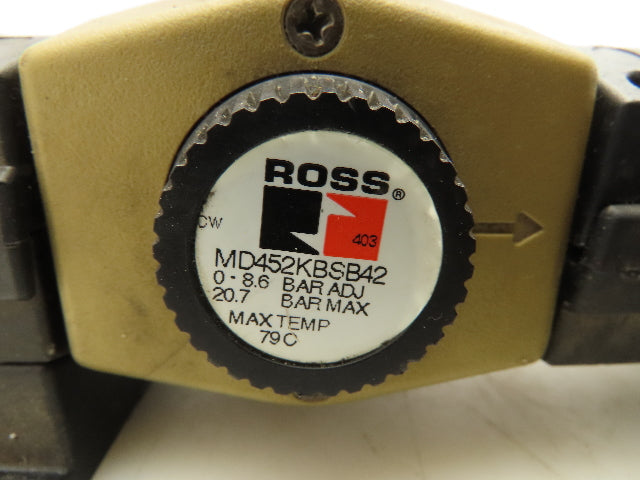 ROSS®
403
CW
MD452KBSB42
0 - 8.6 BAR ADJ
20.7 BAR MAX
MAX TEMP
79C